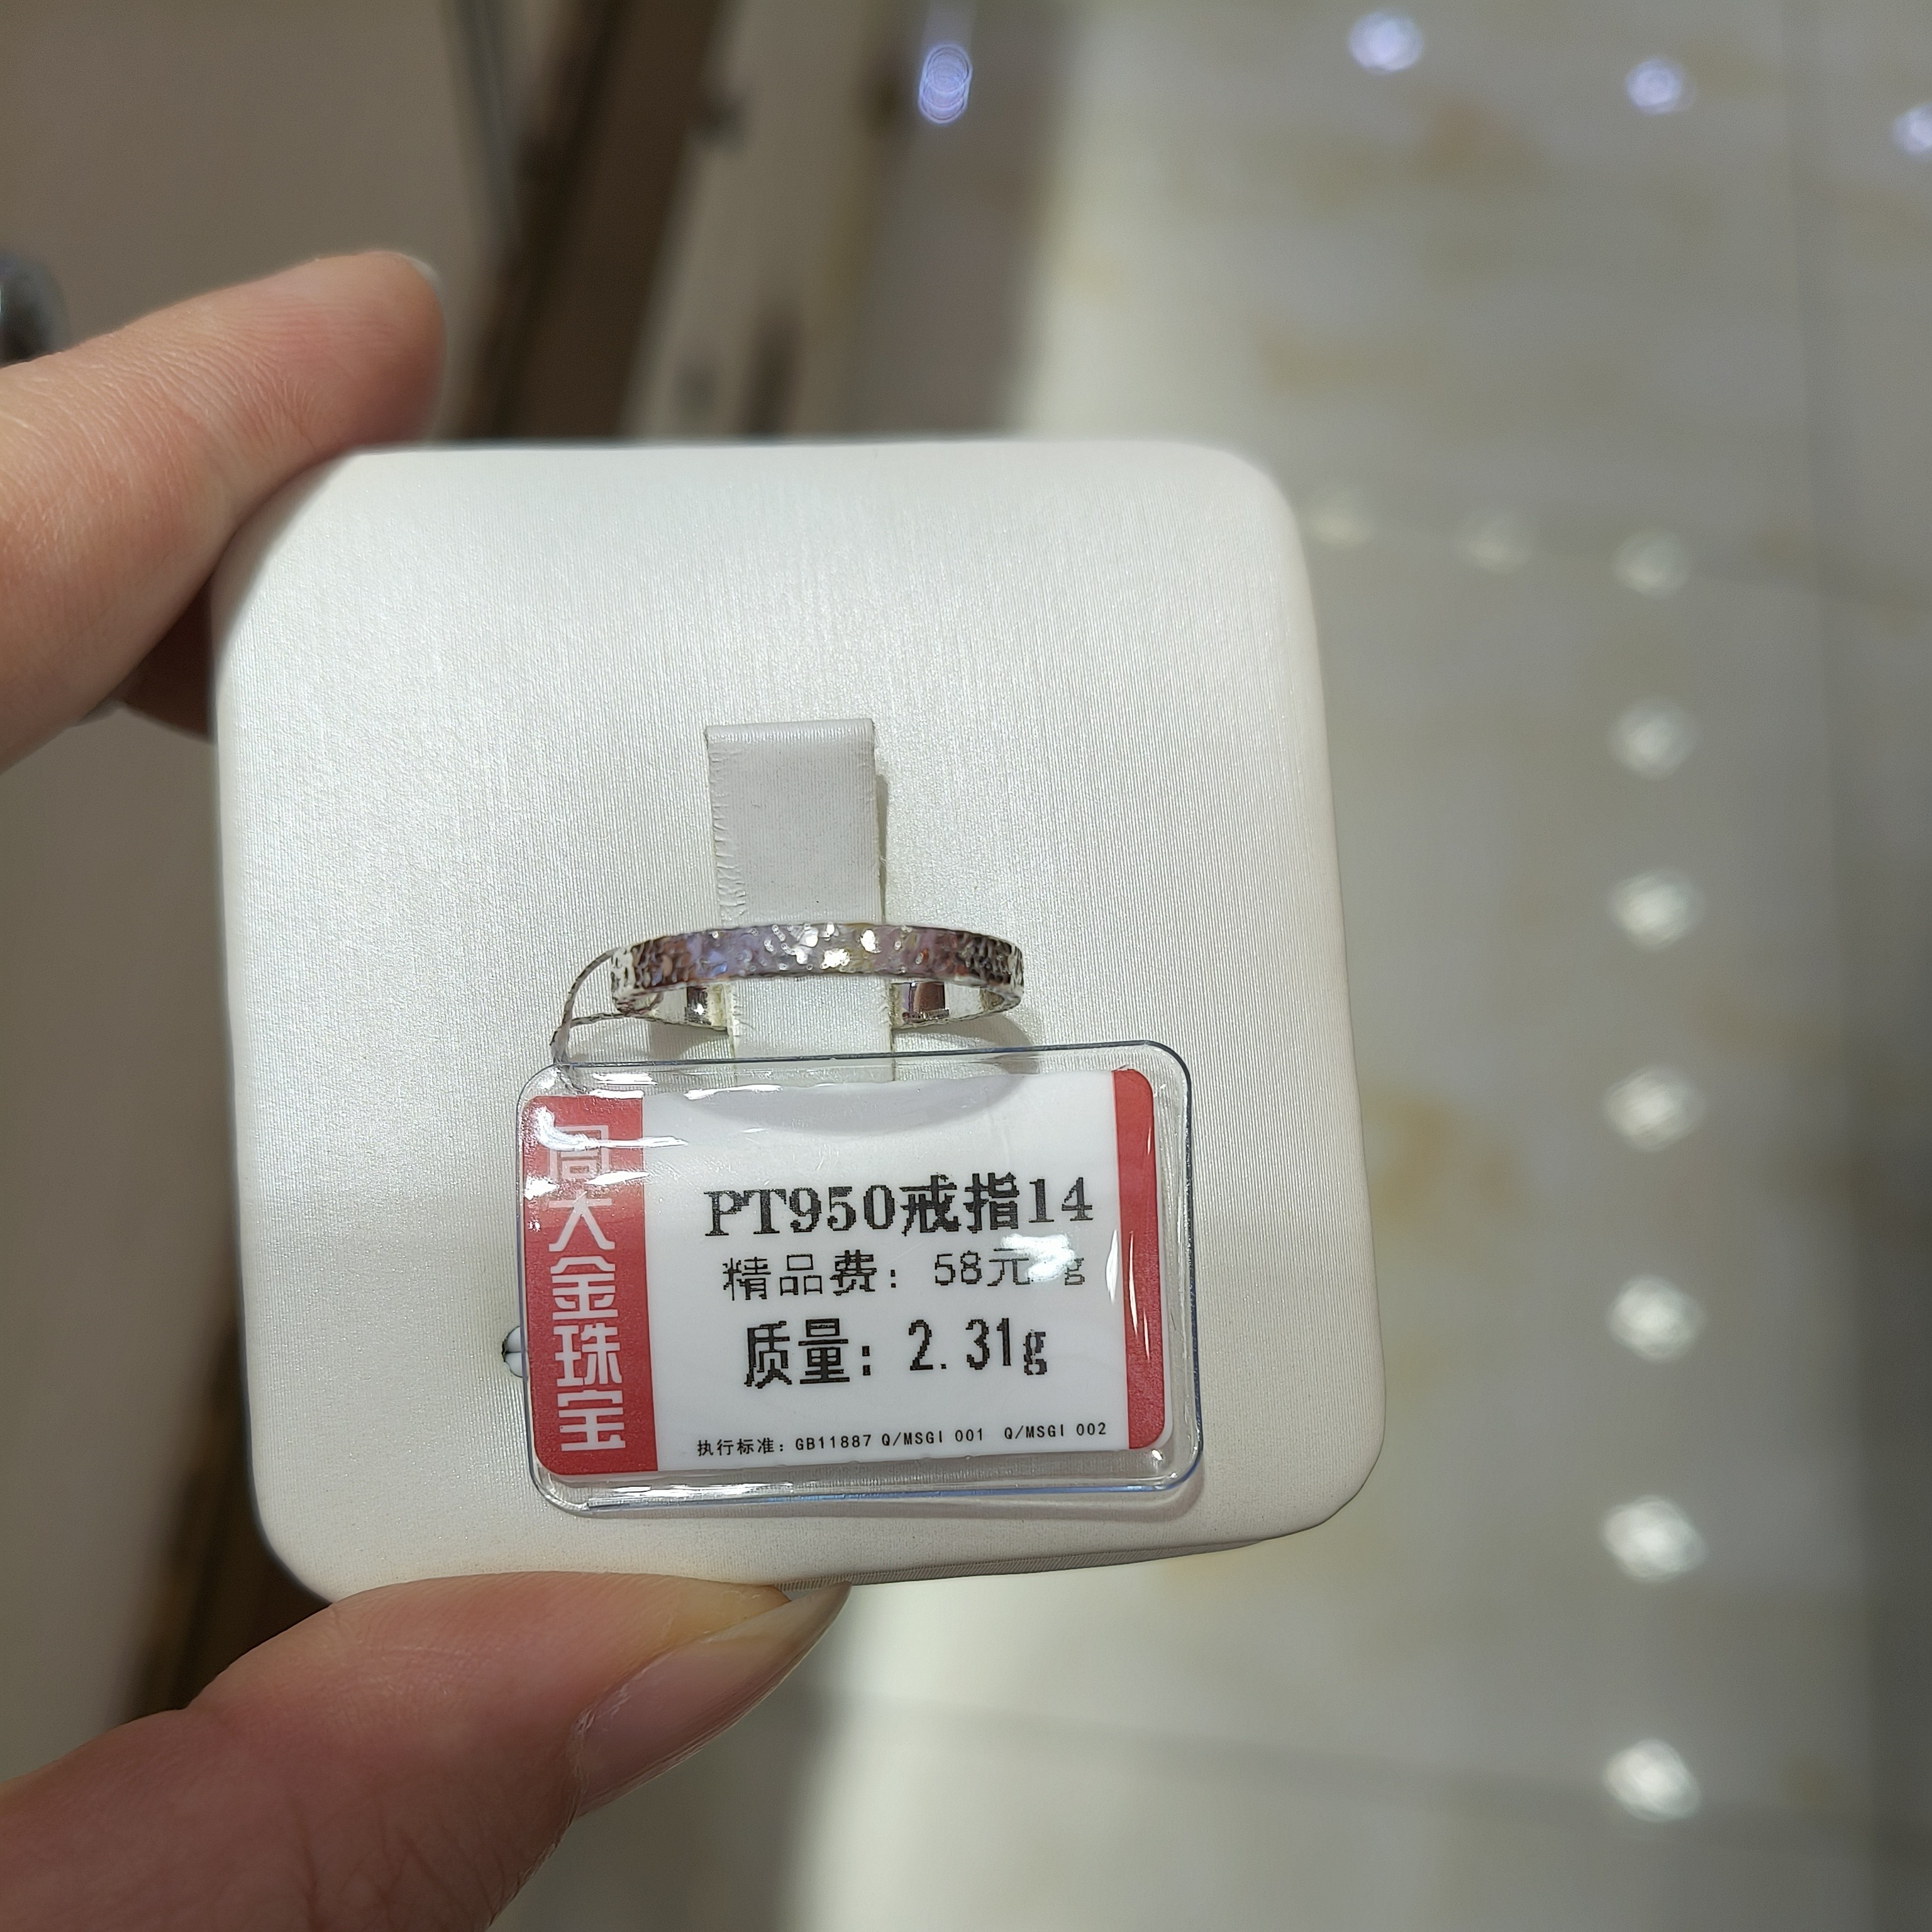 周大金珠宝
PT950戒指14
精品费：58元/g
质量：2.31g
执行标准：GB11887 Q/MSGI 001 Q/MSGI 002